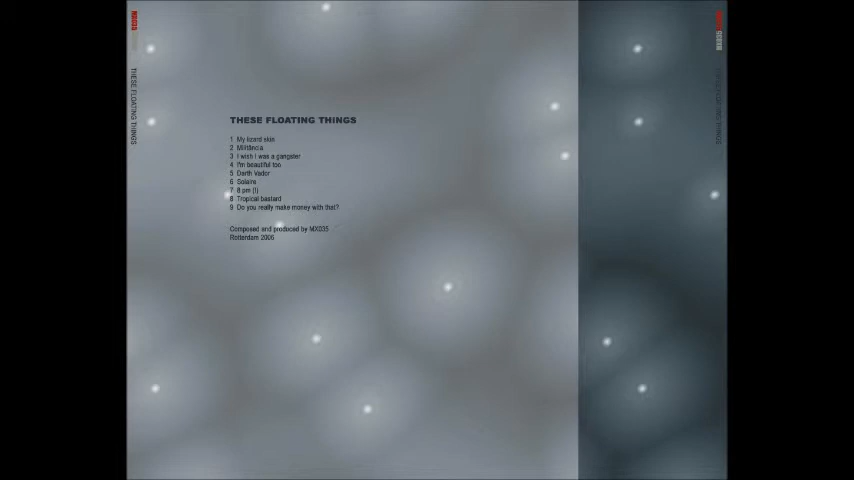 THESE FLOATING THINGS
THESE FLOATING THINGS
1 My lizard skin
2 Militância
3 I wish I was a gangster
4 I'm beautiful too
5 Darth Vador
6 Solaire
7 8 pm (!)
8 Tropical bastard
9 Do you really make money with that?
Composed and produced by MX035
Rotterdam 2006
MX035